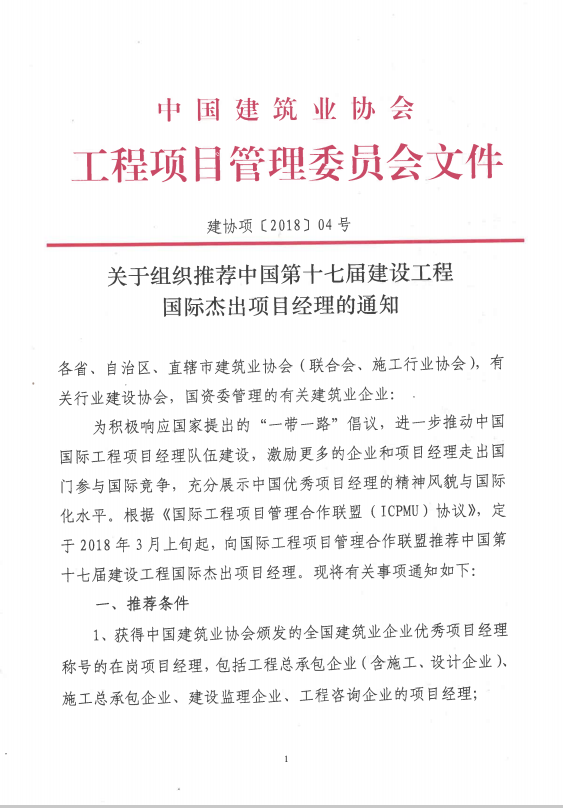 中国建筑业协会
工程项目管理委员会文件
建协项〔2018〕04号
关于组织推荐中国第十七届建设工程
国际杰出项目经理的通知
各省、自治区、直辖市建筑业协会（联合会、施工行业协会），有
关行业建设协会，国资委管理的有关建筑业企业：
为积极响应国家提出的“一带一路”倡议，进一步推动中国
国际工程项目经理队伍建设，激励更多的企业和项目经理走出国
门参与国际竞争，充分展示中国优秀项目经理的精神风貌与国际
化水平。根据《国际工程项目管理合作联盟（ICPMU）协议》，定
于2018年3月上旬起，向国际工程项目管理合作联盟推荐中国第
十七届建设工程国际杰出项目经理。现将有关事项通知如下：
一、推荐条件
1、获得中国建筑业协会颁发的全国建筑业企业优秀项目经理
称号的在岗项目经理，包括工程总承包企业（含施工、设计企业）、
施工总承包企业、建设监理企业、工程咨询企业的项目经理；
1